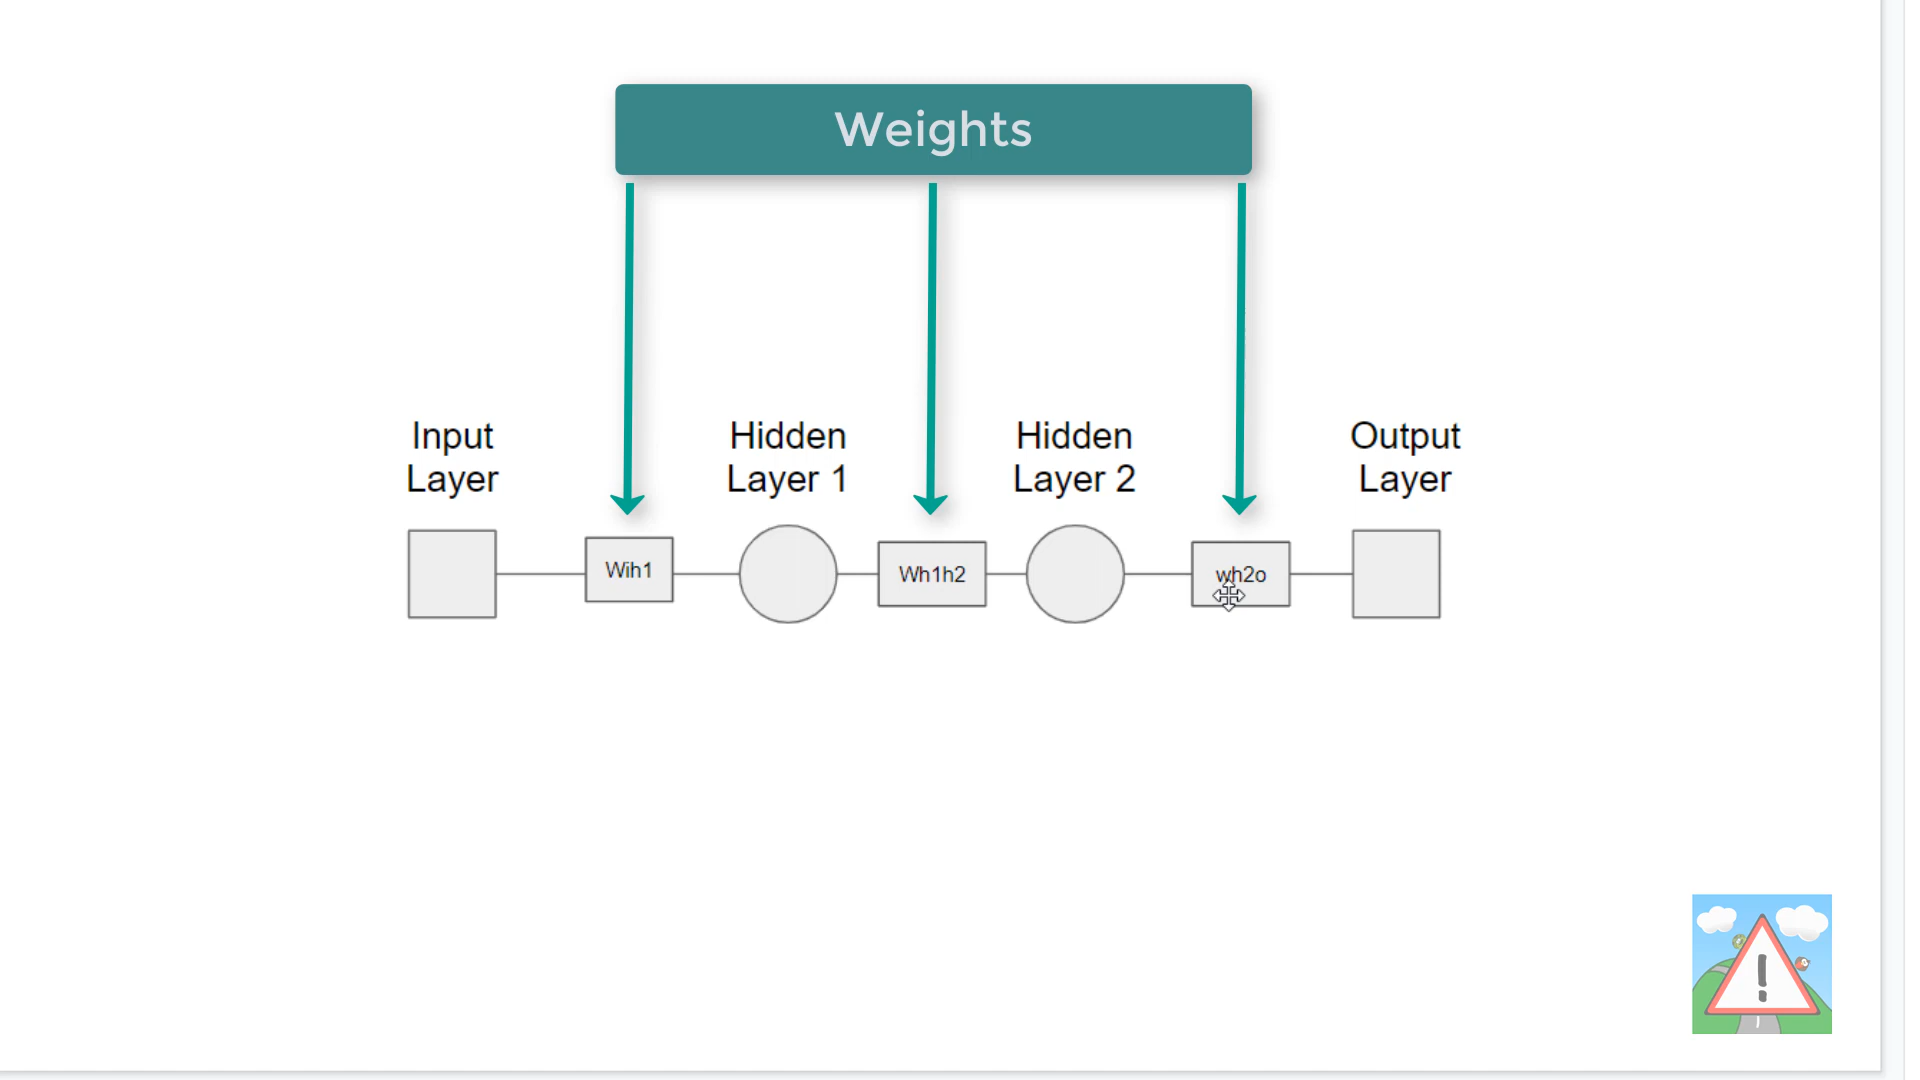 Weights
Input
Layer
Hidden
Layer 1
Hidden
Layer 2
Output
Layer
Wih1
Wh1h2
wh2o
!